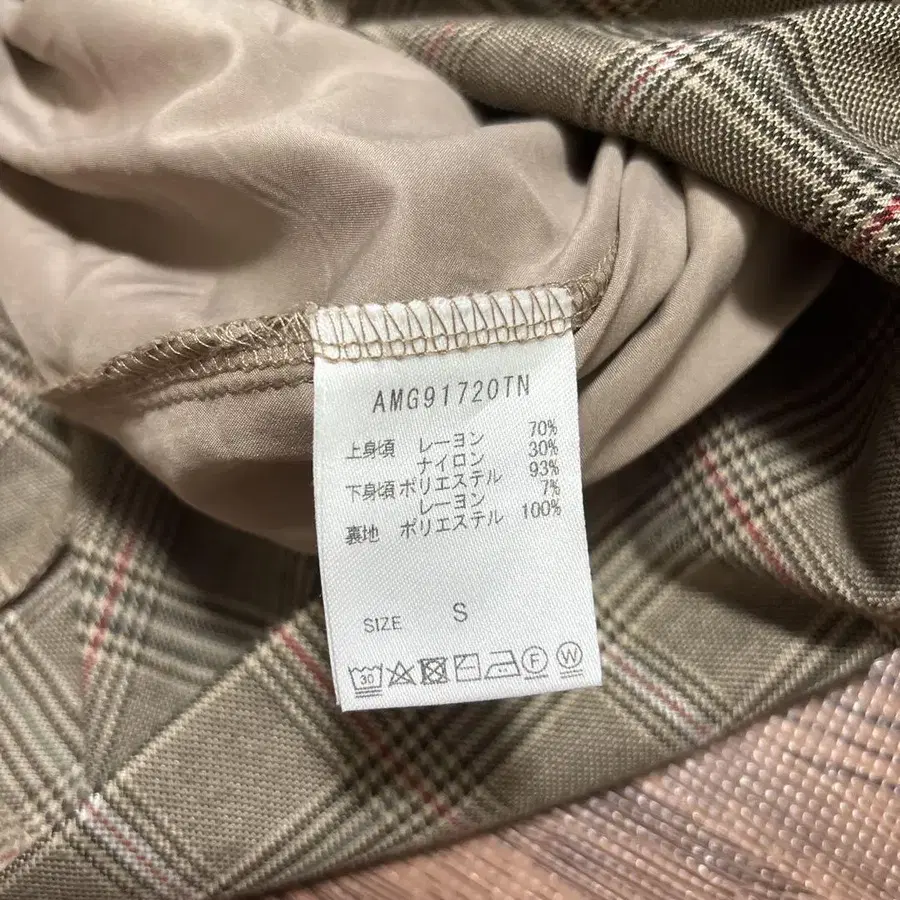 AMG91720TN
上身頃 レーヨン 70%
ナイロン 30%
下身頃 ポリエステル 93%
レーヨン 7%
裏地 ポリエステル 100%
SIZE S
30 F W